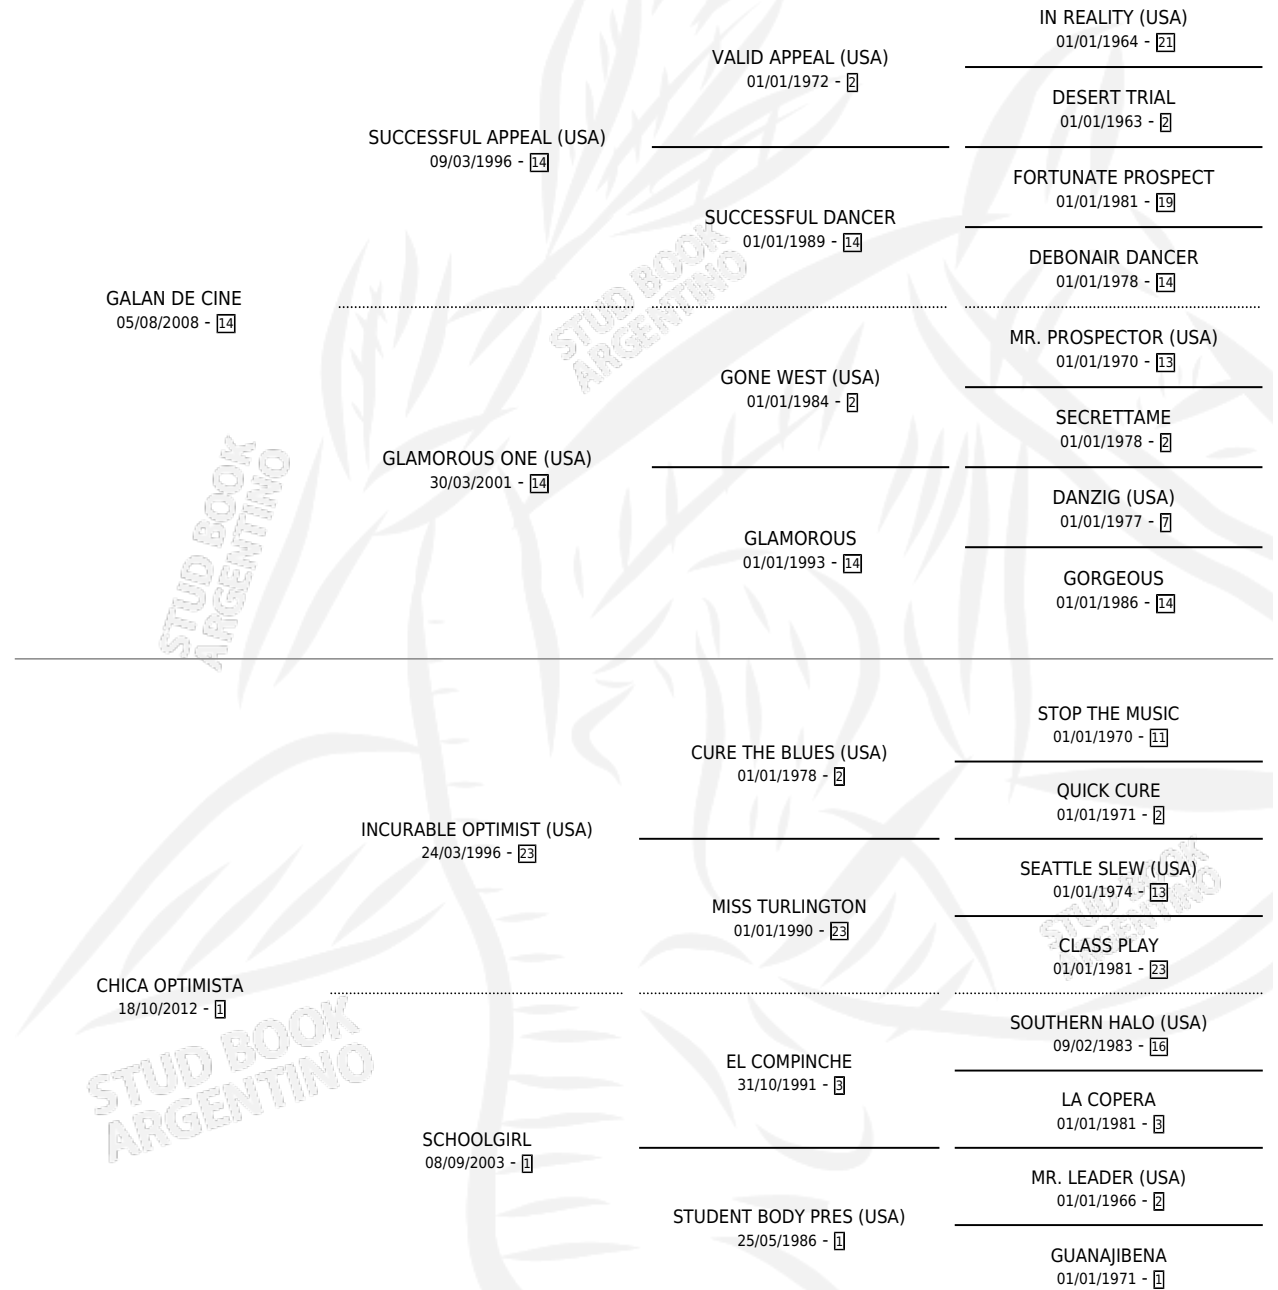 IN REALITY (USA)
01/01/1964 - 21
VALID APPEAL (USA)
01/01/1972 - 2
DESERT TRIAL
01/01/1963 - 2
SUCCESSFUL APPEAL (USA)
09/03/1996 - 14
FORTUNATE PROSPECT
01/01/1981 - 19
SUCCESSFUL DANCER
01/01/1989 - 14
DEBONAIR DANCER
01/01/1978 - 14
GALAN DE CINE
05/08/2008 - 14
STUD BOOK
ARGENTINO
MR. PROSPECTOR (USA)
01/01/1970 - 13
GONE WEST (USA)
01/01/1984 - 2
SECRETTAME
01/01/1978 - 2
GLAMOROUS ONE (USA)
30/03/2001 - 14
DANZIG (USA)
01/01/1977 - 7
GLAMOROUS
01/01/1993 - 14
GORGEOUS
01/01/1986 - 14
STUD BOOK
ARGENTINO
STOP THE MUSIC
01/01/1970 - 11
CURE THE BLUES (USA)
01/01/1978 - 2
QUICK CURE
01/01/1971 - 2
INCURABLE OPTIMIST (USA)
24/03/1996 - 23
SEATTLE SLEW (USA)
01/01/1974 - 13
MISS TURLINGTON
01/01/1990 - 23
CLASS PLAY
01/01/1981 - 23
STUD BOOK
ARGENTINO
CHICA OPTIMISTA
18/10/2012 - 1
SOUTHERN HALO (USA)
09/02/1983 - 16
EL COMPINCHE
31/10/1991 - 3
LA COPERA
01/01/1981 - 3
STUD BOOK
ARGENTINO
SCHOOLGIRL
08/09/2003 - 1
MR. LEADER (USA)
01/01/1966 - 2
STUDENT BODY PRES (USA)
25/05/1986 - 1
GUANAJIBENA
01/01/1971 - 1